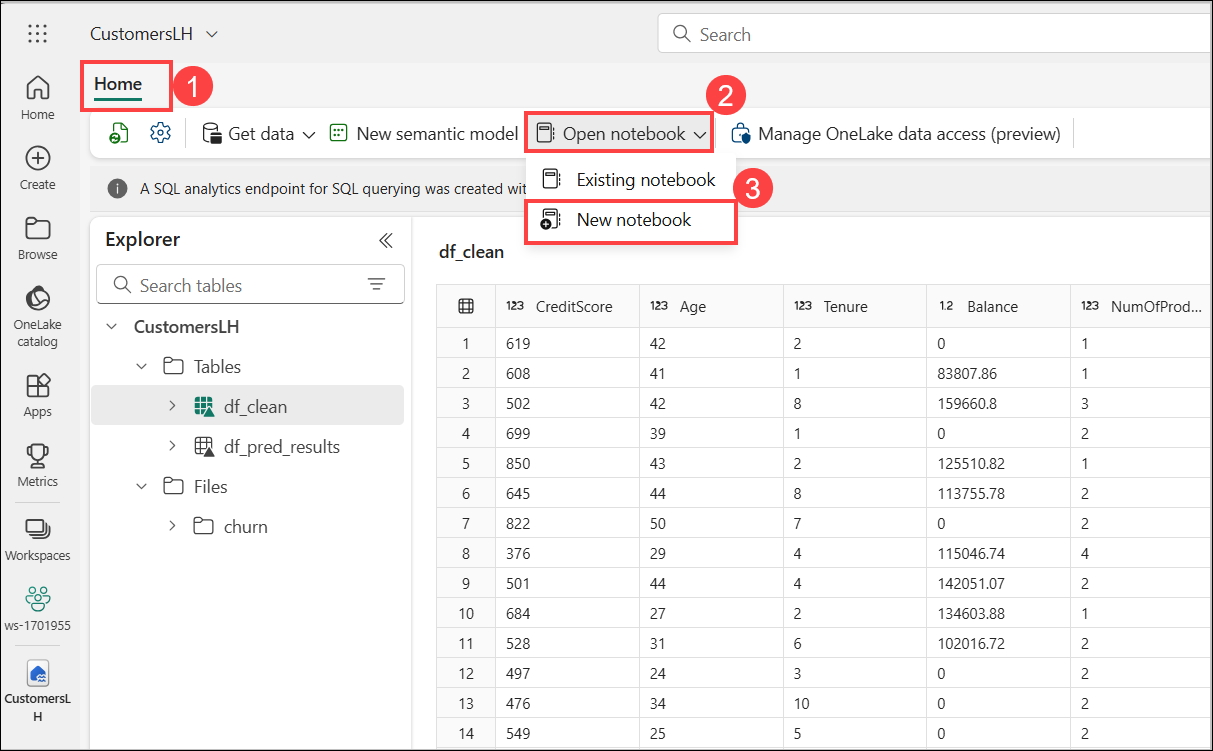 CustomersLH
Search
Home
1
2
Get data
New semantic model
Open notebook
Manage OneLake data access (preview)
A SQL analytics endpoint for SQL querying was created wit
Existing notebook
3
New notebook
Home
Create
Browse
OneLake
catalog
Apps
Metrics
Workspaces
ws-1701955
CustomersL
H
Explorer
Search tables
CustomersLH
Tables
df_clean
df_pred_results
Files
churn
df_clean
123 CreditScore 123 Age 123 Tenure 1.2 Balance 123 NumOfProd...
1 619 42 2 0 1
2 608 41 1 83807.86 1
3 502 42 8 159660.8 3
4 699 39 1 0 2
5 850 43 2 125510.82 1
6 645 44 8 113755.78 2
7 822 50 7 0 2
8 376 29 4 115046.74 4
9 501 44 4 142051.07 2
10 684 27 2 134603.88 1
11 528 31 6 102016.72 2
12 497 24 3 0 2
13 476 34 10 0 2
14 549 25 5 0 2